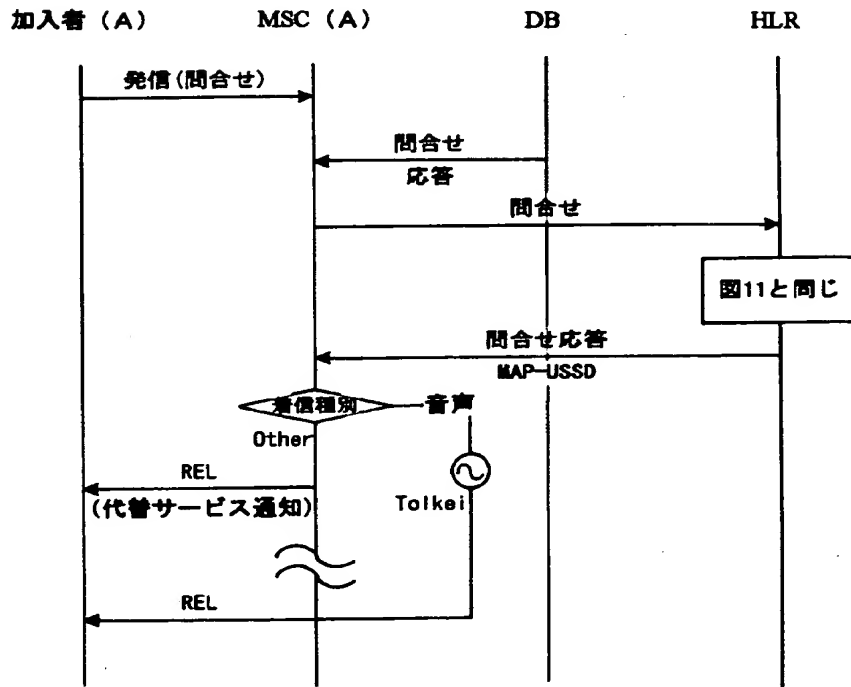 加入者（A）
MSC（A）
DB
HLR
発信(問合せ)
問合せ
応答
問合せ
図11と同じ
問合せ応答
MAP-USSD
着信種別
音声
Other
REL
(代替サービス通知)
Tolkei
REL